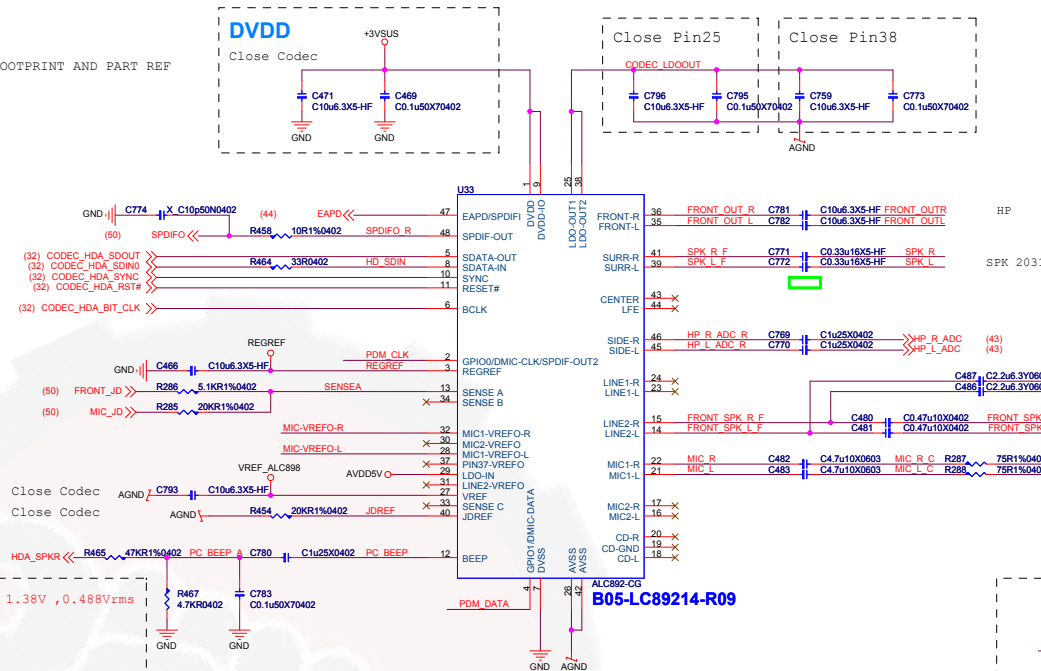 DVDD
Close Codec
+3VSUS
C471
C10u6.3X5-HF
C469
C0.1u50X70402
GND
GND
OOTPRINT AND PART REF
Close Pin25
Close Pin38
CODEC_LDOOUT
C796
C10u6.3X5-HF
C795
C0.1u50X70402
C759
C10u6.3X5-HF
C773
C0.1u50X70402
AGND
U33
1
9
25
38
DVDD
DVDD-IO
LDO-OUT1
LDO-OUT2
GND
C774
X_C10p50N0402
(44)
EAPD
47
EAPD/SPDIFI
(50)
SPDIFO
R458
10R1%0402
SPDIFO_R
48
SPDIF-OUT
(32)
CODEC_HDA_SDOUT
5
SDATA-OUT
(32)
CODEC_HDA_SDIN0
R464
33R0402
HD_SDIN
8
SDATA-IN
(32)
CODEC_HDA_SYNC
10
SYNC
(32)
CODEC_HDA_RST#
11
RESET#
(32)
CODEC_HDA_BIT_CLK
6
BCLK
REGREF
PDM_CLK
2
GPIO0/DMIC-CLK/SPDIF-OUT2
GND
C466
C10u6.3X5-HF
REGREF
3
REGREF
(50)
FRONT_JD
R286
5.1KR1%0402
SENSEA
13
SENSE A
34
SENSE B
(50)
MIC_JD
R285
20KR1%0402
MIC-VREFO-R
32
MIC1-VREFO-R
30
MIC2-VREFO
MIC-VREFO-L
28
MIC1-VREFO-L
37
PIN37-VREFO
VREF_ALC898
AVDD5V
29
LDO-IN
31
LINE2-VREFO
Close Codec
AGND
C793
C10u6.3X5-HF
27
VREF
33
SENSE C
Close Codec
AGND
R454
20KR1%0402
JDREF
40
JDREF
HDA_SPKR
R465
47KR1%0402
PC_BEEP_A
C780
C1u25X0402
PC_BEEP
12
BEEP
1.38V ,0.488Vrms
R467
4.7KR0402
C783
C0.1u50X70402
GND
GND
FRONT-R
36
FRONT_OUT_R
C781
C10u6.3X5-HF
FRONT_OUTR
HP
FRONT-L
35
FRONT_OUT_L
C782
C10u6.3X5-HF
FRONT_OUTL
SURR-R
41
SPK_R_F
C771
C0.33u16X5-HF
SPK_R
SURR-L
39
SPK_L_F
C772
C0.33u16X5-HF
SPK_L
SPK 2031
CENTER
43
LFE
44
SIDE-R
46
HP_R_ADC_R
C769
C1u25X0402
HP_R_ADC
(43)
SIDE-L
45
HP_L_ADC_R
C770
C1u25X0402
HP_L_ADC
(43)
LINE1-R
24
LINE1-L
23
C487
C2.2u6.3Y060
C486
C2.2u6.3Y060
LINE2-R
15
FRONT_SPK_R_F
C480
C0.47u10X0402
FRONT_SPK
LINE2-L
14
FRONT_SPK_L_F
C481
C0.47u10X0402
FRONT_SPK
MIC1-R
22
MIC_R
C482
C4.7u10X0603
MIC_R_C
R287
75R1%040
MIC1-L
21
MIC_L
C483
C4.7u10X0603
MIC_L_C
R288
75R1%040
MIC2-R
17
MIC2-L
16
CD-R
20
CD-GND
19
CD-L
18
GPIO1/DMIC-DATA
DVSS
AVSS
AVSS
4
7
26
42
PDM_DATA
ALC892-CG
B05-LC89214-R09
GND
AGND